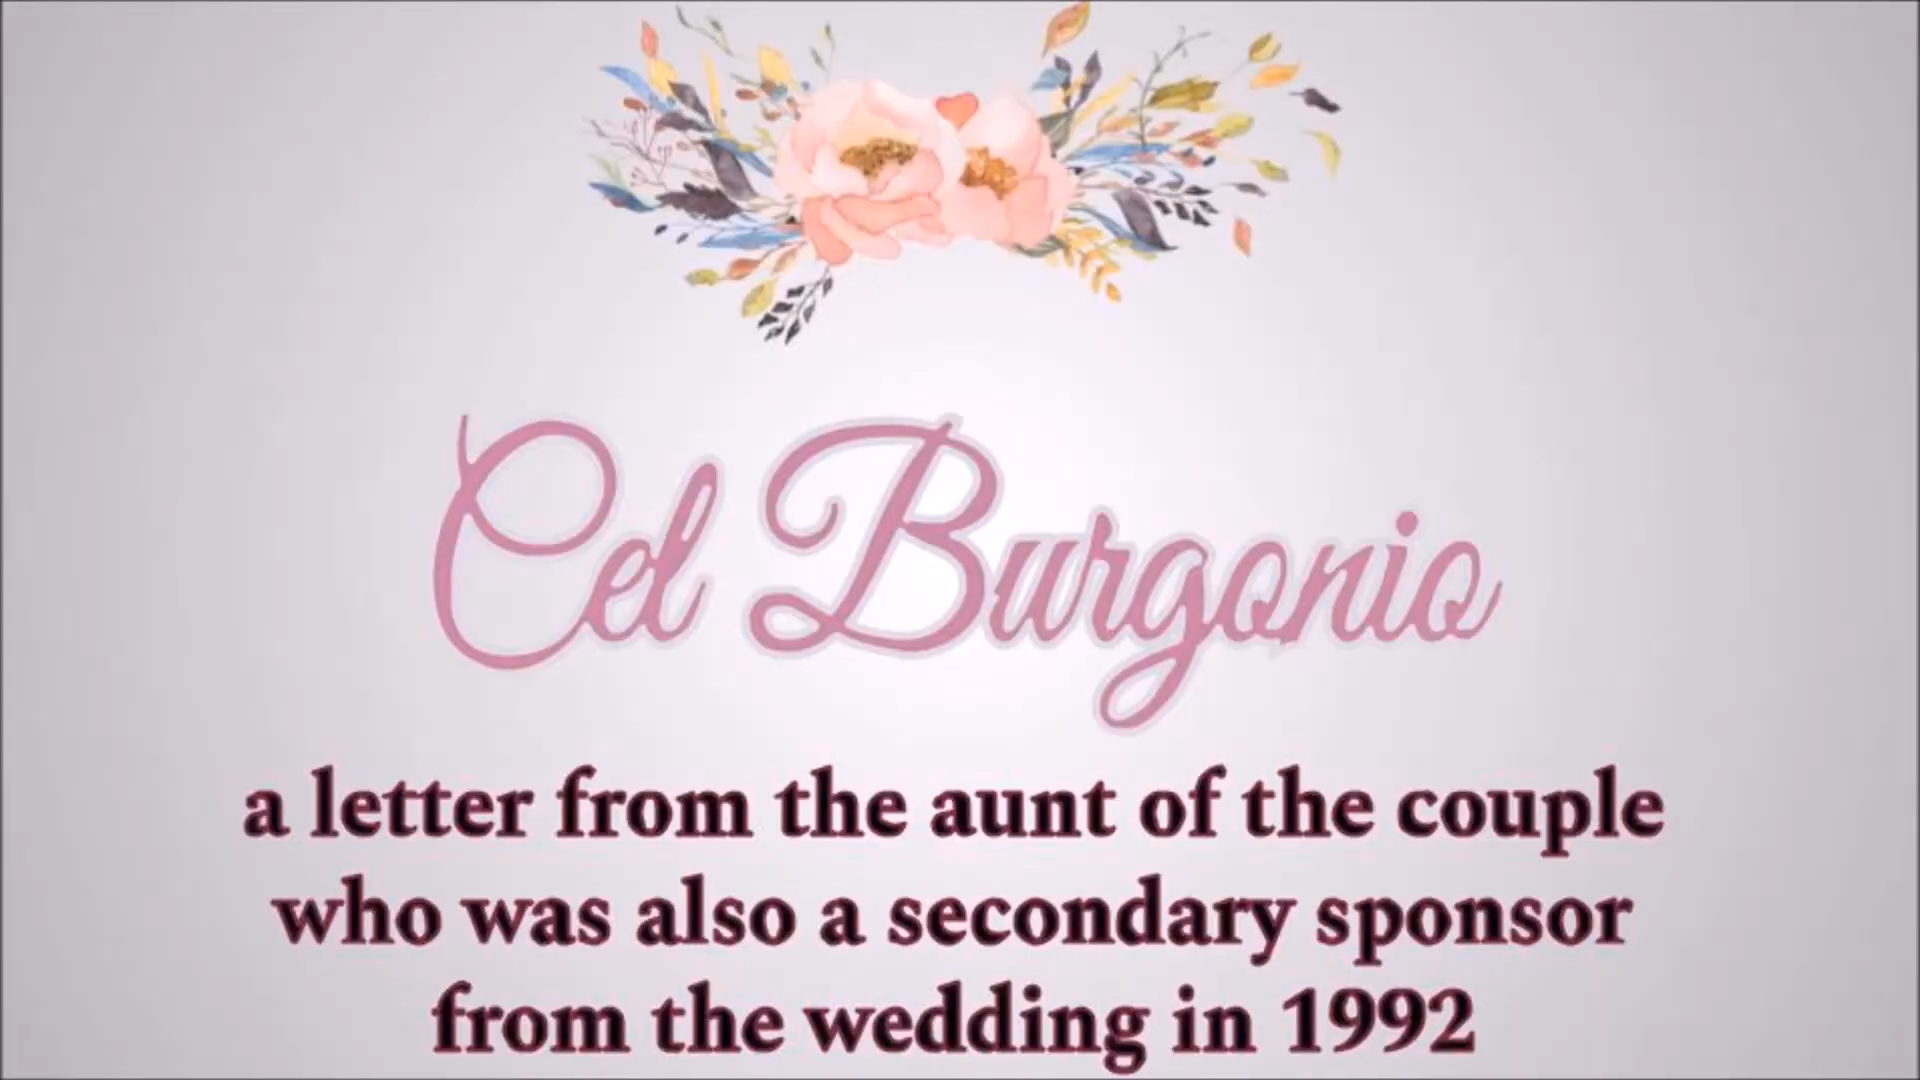 Cel Burgonio
a letter from the aunt of the couple
who was also a secondary sponsor
from the wedding in 1992